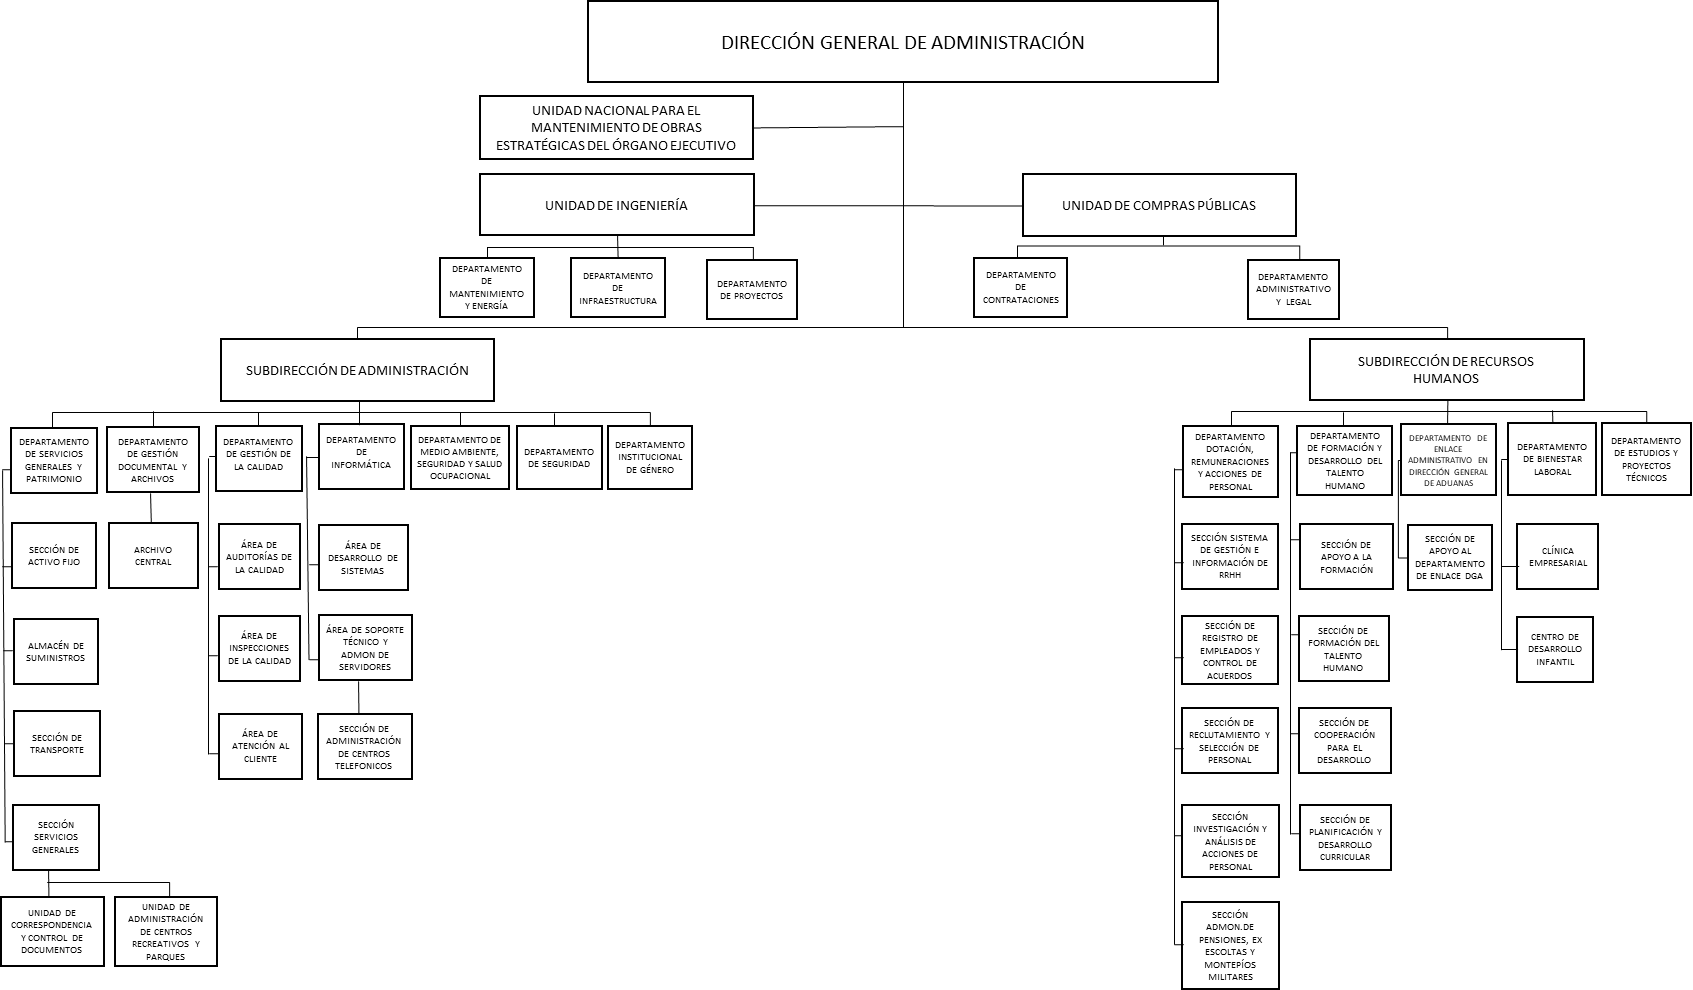 DIRECCIÓN GENERAL DE ADMINISTRACIÓN
UNIDAD NACIONAL PARA EL
MANTENIMIENTO DE OBRAS
ESTRATÉGICAS DEL ÓRGANO EJECUTIVO
UNIDAD DE INGENIERÍA
UNIDAD DE COMPRAS PÚBLICAS
DEPARTAMENTO
DE
MANTENIMIENTO
Y ENERGÍA
DEPARTAMENTO
DE
INFRAESTRUCTURA
DEPARTAMENTO
DE PROYECTOS
DEPARTAMENTO
DE
CONTRATACIONES
DEPARTAMENTO
ADMINISTRATIVO
Y LEGAL
SUBDIRECCIÓN DE ADMINISTRACIÓN
SUBDIRECCIÓN DE RECURSOS
HUMANOS
DEPARTAMENTO
DE SERVICIOS
GENERALES Y
PATRIMONIO
DEPARTAMENTO
DE GESTIÓN
DOCUMENTAL Y
ARCHIVOS
DEPARTAMENTO
DE GESTIÓN DE
LA CALIDAD
DEPARTAMENTO
DE
INFORMÁTICA
DEPARTAMENTO DE
MEDIO AMBIENTE,
SEGURIDAD Y SALUD
OCUPACIONAL
DEPARTAMENTO
DE SEGURIDAD
DEPARTAMENTO
INSTITUCIONAL
DE GÉNERO
DEPARTAMENTO
DOTACIÓN,
REMUNERACIONES
Y ACCIONES DE
PERSONAL
DEPARTAMENTO
DE FORMACIÓN Y
DESARROLLO DEL
TALENTO
HUMANO
DEPARTAMENTO DE
ENLACE
ADMINISTRATIVO EN
DIRECCIÓN GENERAL
DE ADUANAS
DEPARTAMENTO
DE BIENESTAR
LABORAL
DEPARTAMENTO
DE ESTUDIOS Y
PROYECTOS
TÉCNICOS
SECCIÓN DE
ACTIVO FIJO
ARCHIVO
CENTRAL
ÁREA DE
AUDITORÍAS DE
LA CALIDAD
ÁREA DE
DESARROLLO DE
SISTEMAS
SECCIÓN SISTEMA
DE GESTIÓN E
INFORMACIÓN DE
RRHH
SECCIÓN DE
APOYO A LA
FORMACIÓN
SECCIÓN DE
APOYO AL
DEPARTAMENTO
DE ENLACE DGA
CLÍNICA
EMPRESARIAL
ALMACÉN DE
SUMINISTROS
ÁREA DE
INSPECCIONES
DE LA CALIDAD
ÁREA DE SOPORTE
TÉCNICO Y
ADMON DE
SERVIDORES
SECCIÓN DE
REGISTRO DE
EMPLEADOS Y
CONTROL DE
ACUERDOS
SECCIÓN DE
FORMACIÓN DEL
TALENTO
HUMANO
CENTRO DE
DESARROLLO
INFANTIL
SECCIÓN DE
TRANSPORTE
ÁREA DE
ATENCIÓN AL
CLIENTE
SECCIÓN DE
ADMINISTRACIÓN
DE CENTROS
TELEFONICOS
SECCIÓN DE
RECLUTAMIENTO Y
SELECCIÓN DE
PERSONAL
SECCIÓN DE
COOPERACIÓN
PARA EL
DESARROLLO
SECCIÓN
SERVICIOS
GENERALES
SECCIÓN
INVESTIGACIÓN Y
ANÁLISIS DE
ACCIONES DE
PERSONAL
SECCIÓN DE
PLANIFICACIÓN Y
DESARROLLO
CURRICULAR
UNIDAD DE
CORRESPONDENCIA
Y CONTROL DE
DOCUMENTOS
UNIDAD DE
ADMINISTRACIÓN
DE CENTROS
RECREATIVOS Y
PARQUES
SECCIÓN
ADMON.DE
PENSIONES, EX
ESCOLTAS Y
MONTEPÍOS
MILITARES